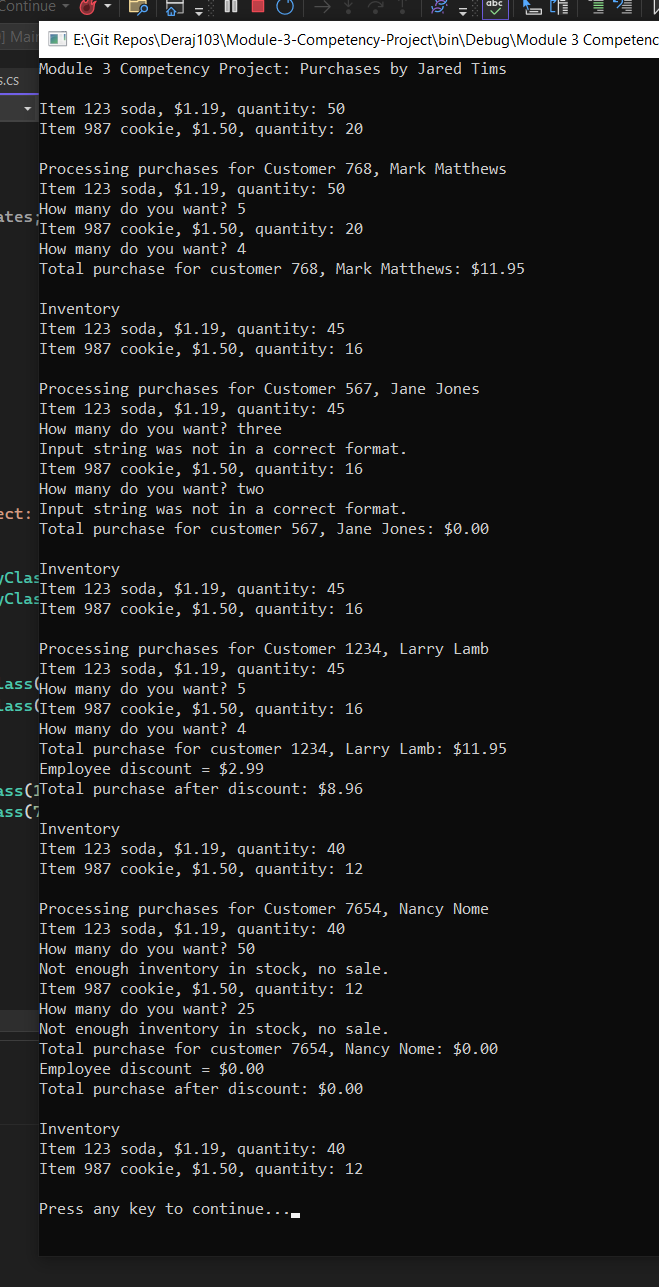 Continue
abc
E:\Git Repos\Deraj103\Module-3-Competency-Project\bin\Debug\Module 3 Competenc
Mai
s.cs
ates;
ect:
yClas
yClas
lass(
lass(
ass(1
ass(7
Module 3 Competency Project: Purchases by Jared Tims
Item 123 soda, $1.19, quantity: 50
Item 987 cookie, $1.50, quantity: 20
Processing purchases for Customer 768, Mark Matthews
Item 123 soda, $1.19, quantity: 50
How many do you want? 5
Item 987 cookie, $1.50, quantity: 20
How many do you want? 4
Total purchase for customer 768, Mark Matthews: $11.95
Inventory
Item 123 soda, $1.19, quantity: 45
Item 987 cookie, $1.50, quantity: 16
Processing purchases for Customer 567, Jane Jones
Item 123 soda, $1.19, quantity: 45
How many do you want? three
Input string was not in a correct format.
Item 987 cookie, $1.50, quantity: 16
How many do you want? two
Input string was not in a correct format.
Total purchase for customer 567, Jane Jones: $0.00
Inventory
Item 123 soda, $1.19, quantity: 45
Item 987 cookie, $1.50, quantity: 16
Processing purchases for Customer 1234, Larry Lamb
Item 123 soda, $1.19, quantity: 45
How many do you want? 5
Item 987 cookie, $1.50, quantity: 16
How many do you want? 4
Total purchase for customer 1234, Larry Lamb: $11.95
Employee discount = $2.99
Total purchase after discount: $8.96
Inventory
Item 123 soda, $1.19, quantity: 40
Item 987 cookie, $1.50, quantity: 12
Processing purchases for Customer 7654, Nancy Nome
Item 123 soda, $1.19, quantity: 40
How many do you want? 50
Not enough inventory in stock, no sale.
Item 987 cookie, $1.50, quantity: 12
How many do you want? 25
Not enough inventory in stock, no sale.
Total purchase for customer 7654, Nancy Nome: $0.00
Employee discount = $0.00
Total purchase after discount: $0.00
Inventory
Item 123 soda, $1.19, quantity: 40
Item 987 cookie, $1.50, quantity: 12
Press any key to continue...